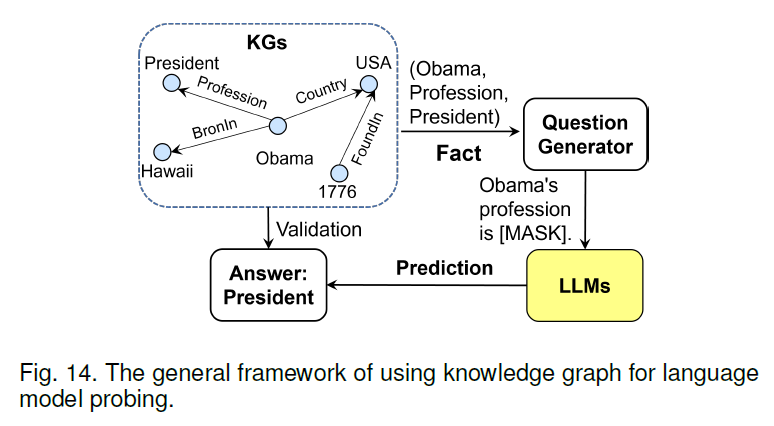 KGs
President
USA
Profession
Country
BronIn
FoundIn
Obama
Hawaii
1776
(Obama,
Profession,
President)
Fact
Question
Generator
Obama's
profession
is [MASK].
Validation
Answer:
President
Prediction
LLMs
Fig. 14. The general framework of using knowledge graph for language
model probing.